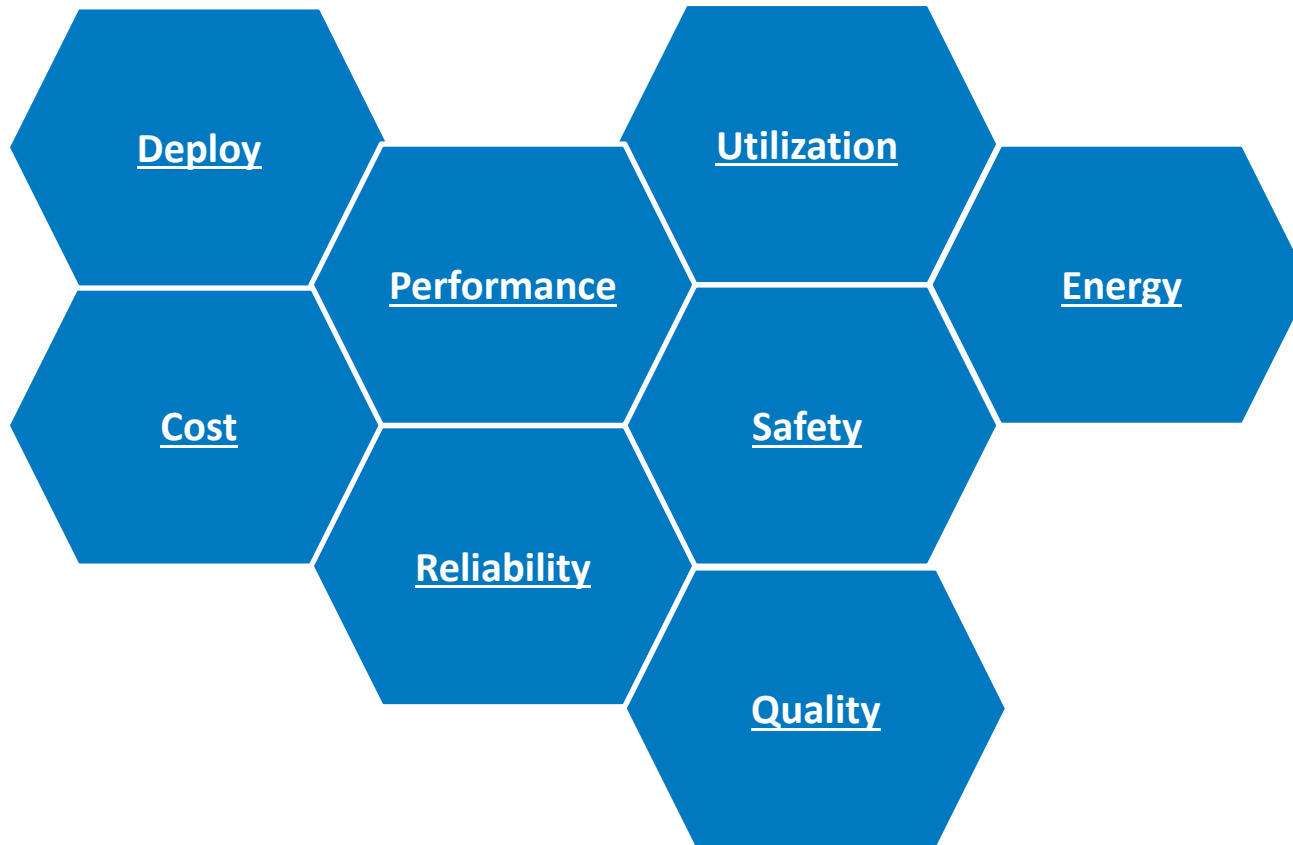 Deploy
Utilization
Performance
Energy
Cost
Safety
Reliability
Quality